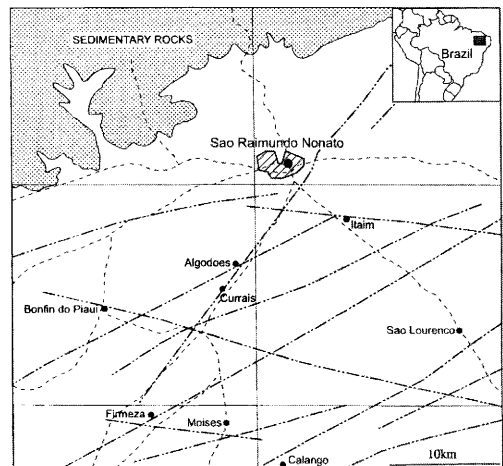 SEDIMENTARY ROCKS
Brazil
Sao Raimundo Nonato
Itaim
Algodoes
Currais
Bonfin do Piaui
Sao Lourenco
Firmeza
Moises
Calango
10km